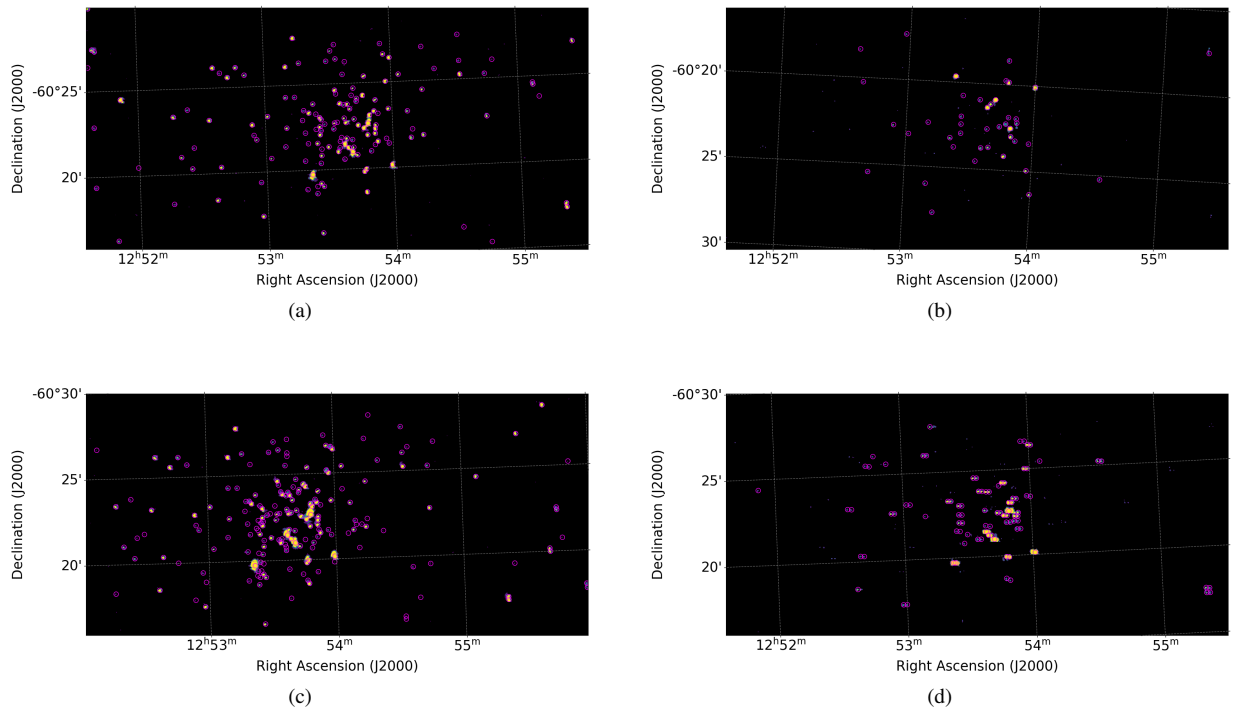 Declination (J2000)
-60°25'
20'
12ʰ52ᵐ
53ᵐ
54ᵐ
55ᵐ
Right Ascension (J2000)
(a)
Declination (J2000)
-60°20'
25'
30'
12ʰ52ᵐ
53ᵐ
54ᵐ
55ᵐ
Right Ascension (J2000)
(b)
Declination (J2000)
-60°30'
25'
20'
12ʰ53ᵐ
54ᵐ
55ᵐ
Right Ascension (J2000)
(c)
Declination (J2000)
-60°30'
25'
20'
12ʰ52ᵐ
53ᵐ
54ᵐ
55ᵐ
Right Ascension (J2000)
(d)